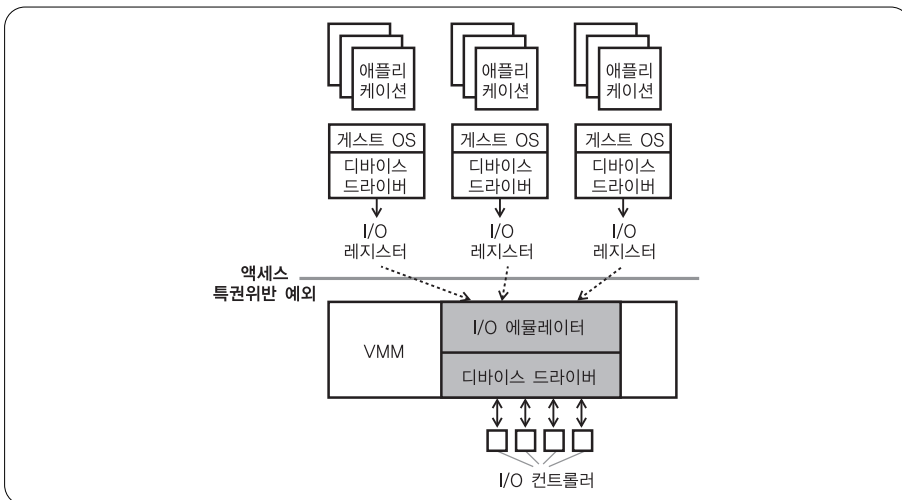 애플리
케이션
애플리
케이션
애플리
케이션
게스트 OS
디바이스
드라이버
게스트 OS
디바이스
드라이버
게스트 OS
디바이스
드라이버
I/O
레지스터
I/O
레지스터
I/O
레지스터
액세스
특권위반 예외
VMM
I/O 에뮬레이터
디바이스 드라이버
I/O 컨트롤러